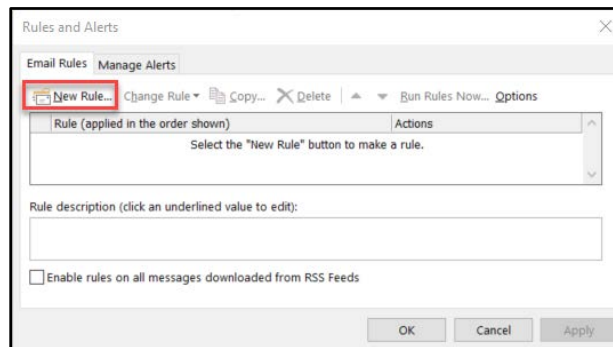 Rules and Alerts
Email Rules Manage Alerts
New Rule... Change Rule Copy... Delete Run Rules Now... Options
Rule (applied in the order shown) Actions
Select the "New Rule" button to make a rule.
Rule description (click an underlined value to edit):
Enable rules on all messages downloaded from RSS Feeds
OK Cancel Apply